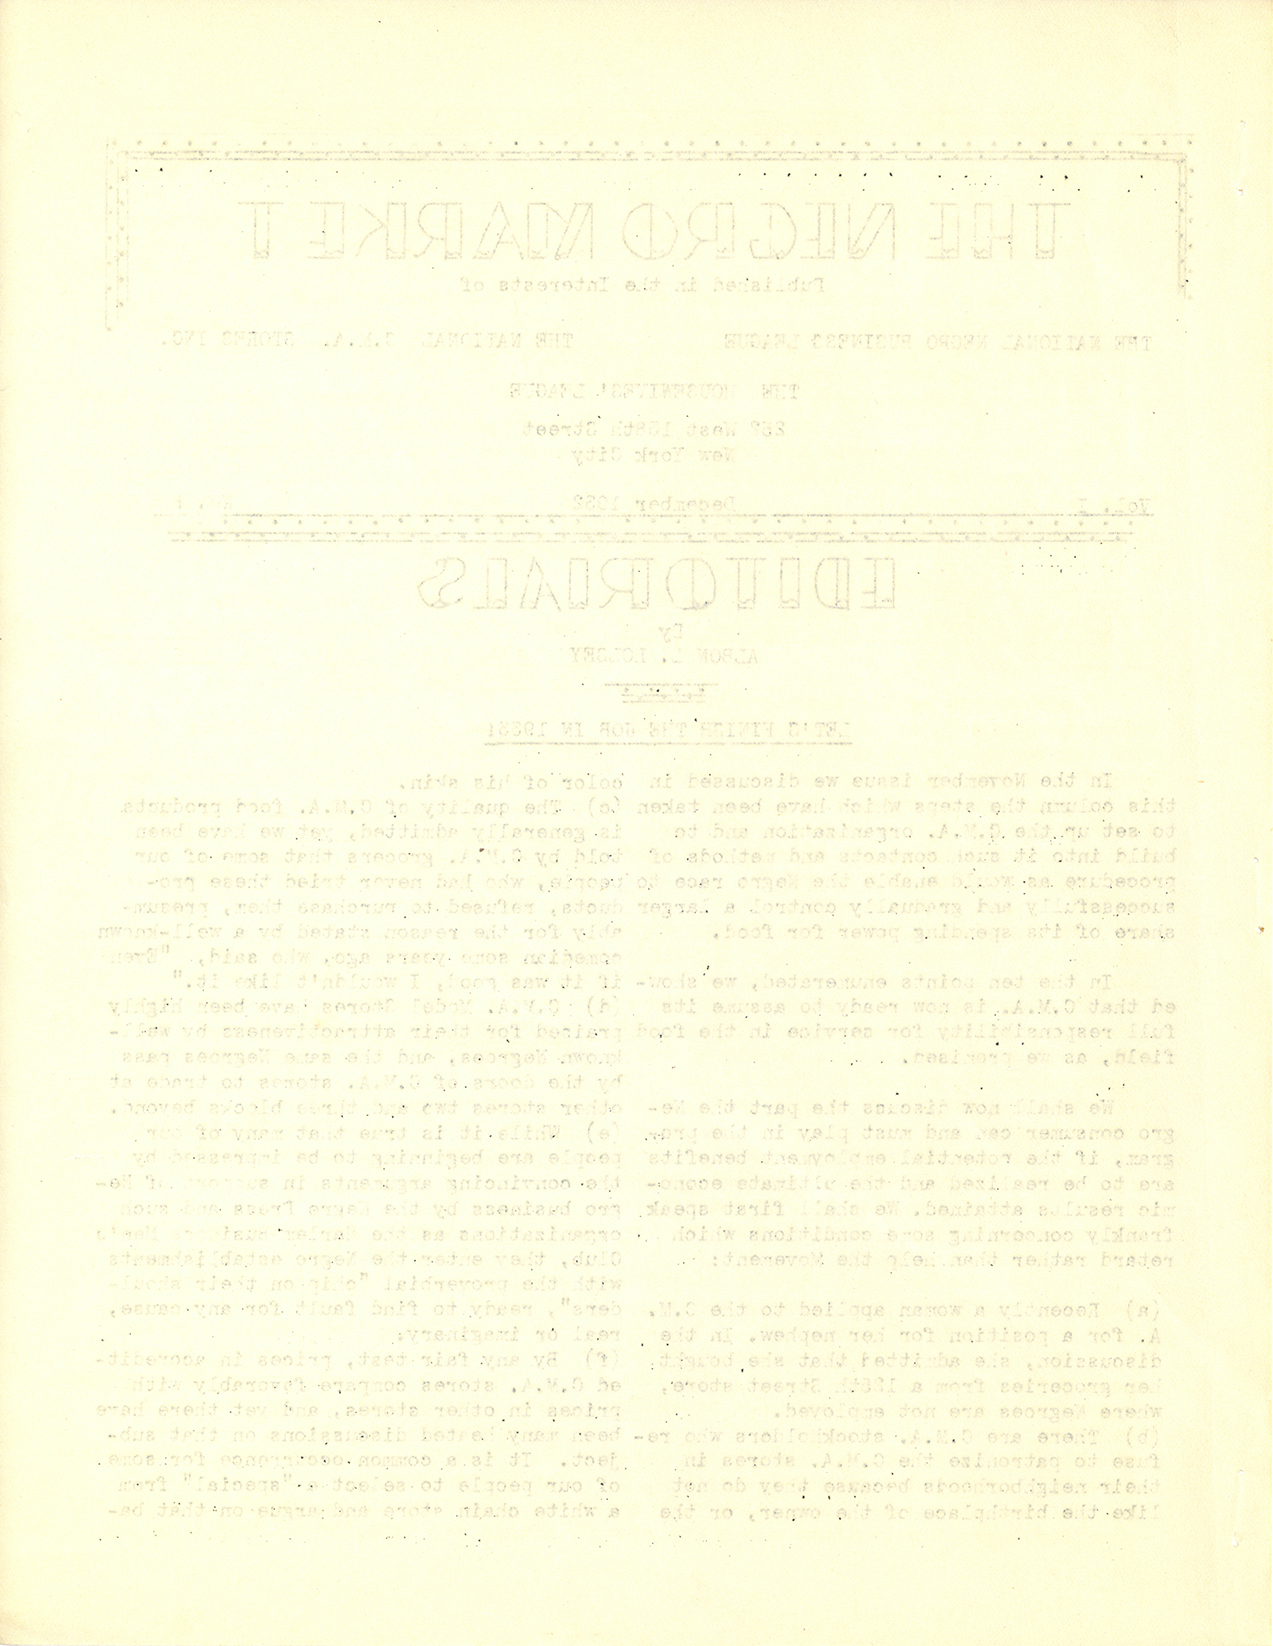 THE NEGRO MARKET
Published in the Interests of
THE NATIONAL NEGRO BUSINESS LEAGUE THE NATIONAL C.M.A. STORES INC.
THE HOUSEWIVES' LEAGUE
West 138th Street
New York City
Vol. I December 1932
EDITORIALS
By
ALBON L. HOLSEY
LET'S FINISH THE JOB IN 1933!
In the November issue we discussed in
this column the steps which have been taken
to set up the C.M.A. organization and to
build into it such contacts and methods of
procedure as would enable the Negro race to
successfully and gradually control a larger
share of its spending power for food.
In the ten points enumerated, we show-
ed that C.M.A. is now ready to assume its
full responsibility for service in the food
field, as we promised.
We shall now discuss the part the Ne-
gro consumer can and must play in the pro-
gram, if the potential employment benefits
are to be realized and the ultimate econo-
mic results attained. We shall first speak
frankly concerning some conditions which
retard rather than help the Movement:
(a) Recently a woman applied to the C.M.
A. for a position for her nephew. In the
discussion, she admitted that she bought
her groceries from a 125th Street store,
where Negroes are not employed.
(b) There are C.M.A. stockholders who re-
fuse to patronize the C.M.A. stores in
their neighborhoods because they do not
like the birthplace of the owner, or the
color of his skin.
(c) The quality of C.M.A. food products
is generally admitted, yet we have been
told by C.M.A. grocers that some of our
people, who had never tried these pro-
ducts, refused to purchase them, presum-
ably for the reason stated by a well-known
comedian some years ago, who said, "Even
if it was good, I wouldn't like it."
(d) C.M.A. Model Stores have been highly
praised for their attractiveness by well-
known Negroes, and the same Negroes pass
by the doors of C.M.A. stores to trade at
other stores two and three blocks beyond.
(e) While it is true that many of our
people are beginning to be impressed by
the convincing arguments in support of Ne-
gro business by the Negro Press and such
organizations as the Harlem Business Men's
Club, they enter the Negro establishments
with the proverbial "chip on their shoul-
ders", ready to find fault for any cause,
real or imaginary.
(f) By any fair test, prices in accredit-
ed C.M.A. stores compare favorably with
prices in other stores, and yet there have
been many heated discussions on that sub-
ject. It is a common occurrence for some
of our people to select a "special" from
a white chain store and argue on that ba-